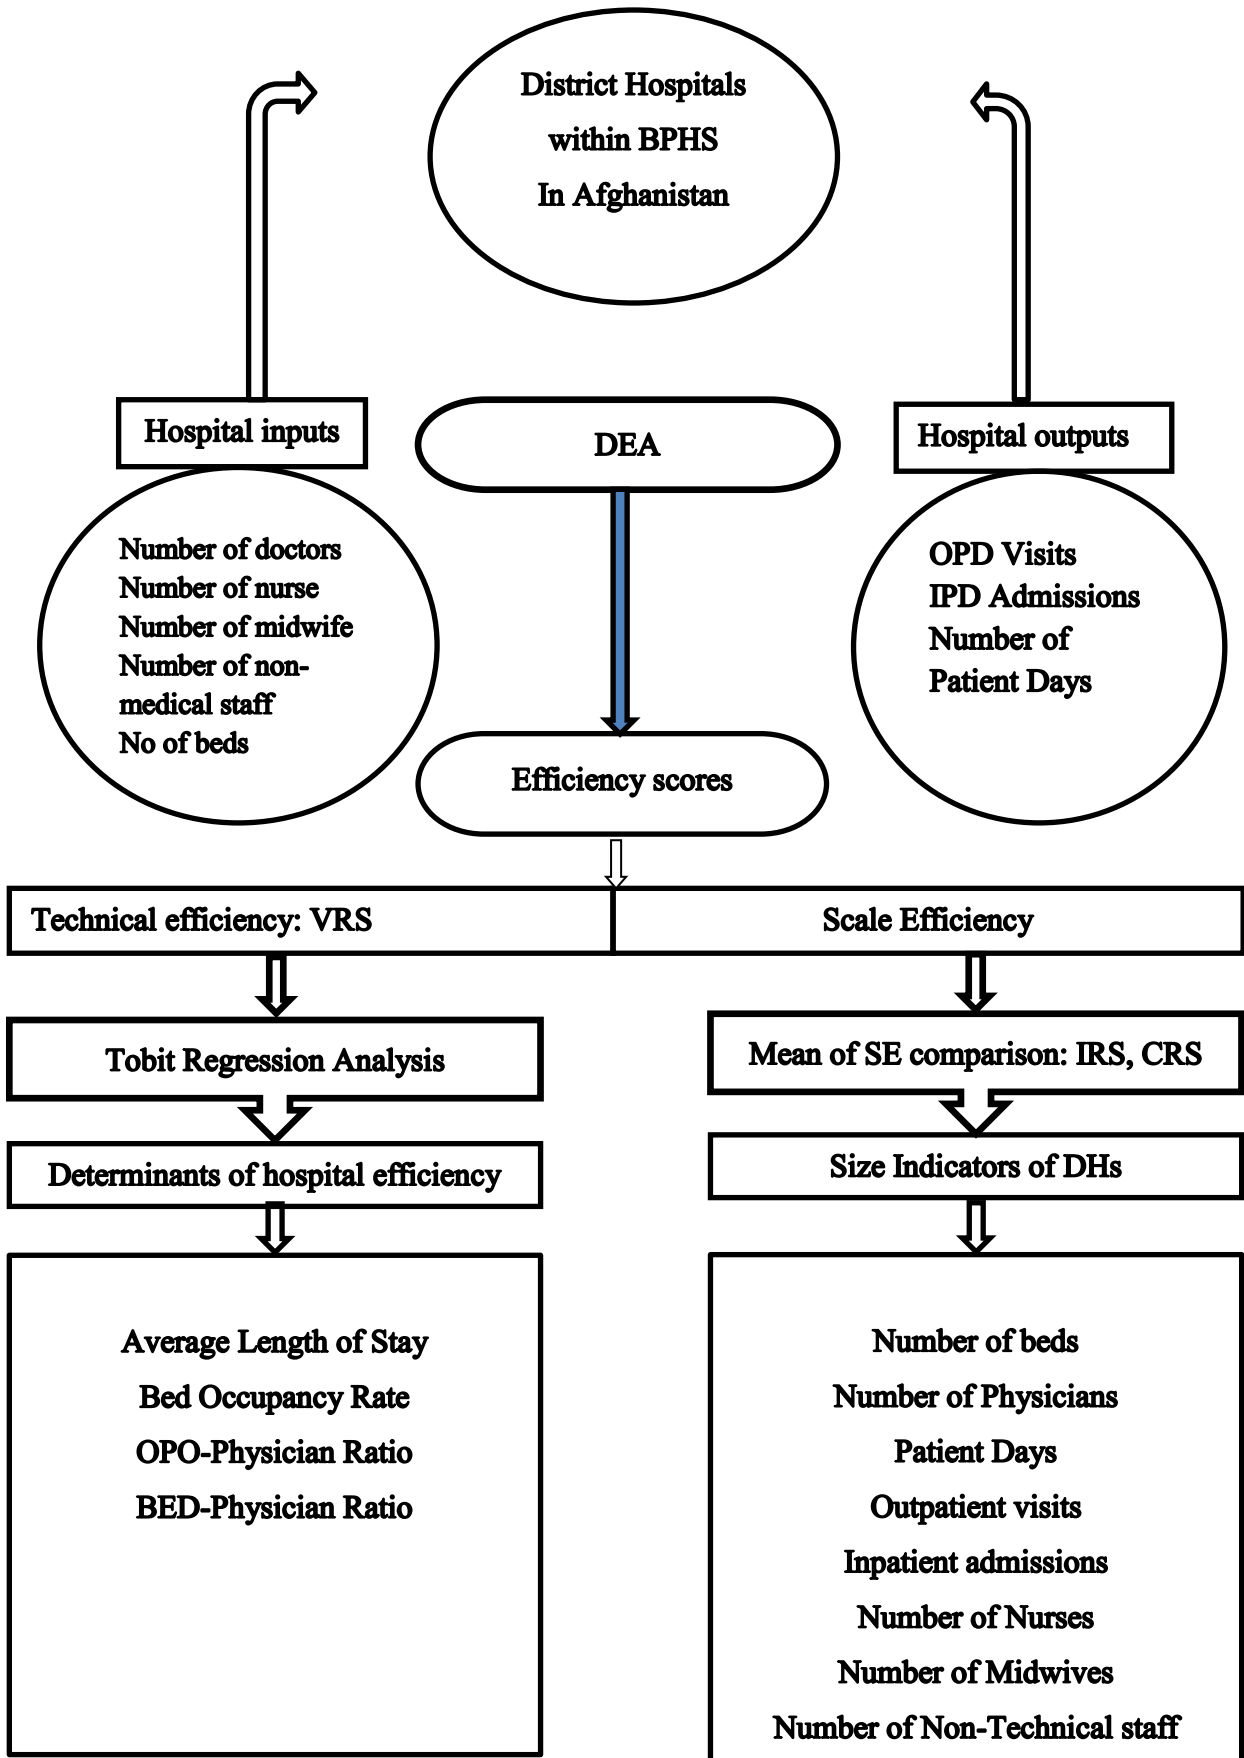 District Hospitals
within BPHS
In Afghanistan
Hospital inputs
DEA
Hospital outputs
Number of doctors
Number of nurse
Number of midwife
Number of non-
medical staff
No of beds
OPD Visits
IPD Admissions
Number of
Patient Days
Efficiency scores
Technical efficiency: VRS
Scale Efficiency
Tobit Regression Analysis
Mean of SE comparison: IRS, CRS
Determinants of hospital efficiency
Size Indicators of DHs
Average Length of Stay
Bed Occupancy Rate
OPO-Physician Ratio
BED-Physician Ratio
Number of beds
Number of Physicians
Patient Days
Outpatient visits
Inpatient admissions
Number of Nurses
Number of Midwives
Number of Non-Technical staff